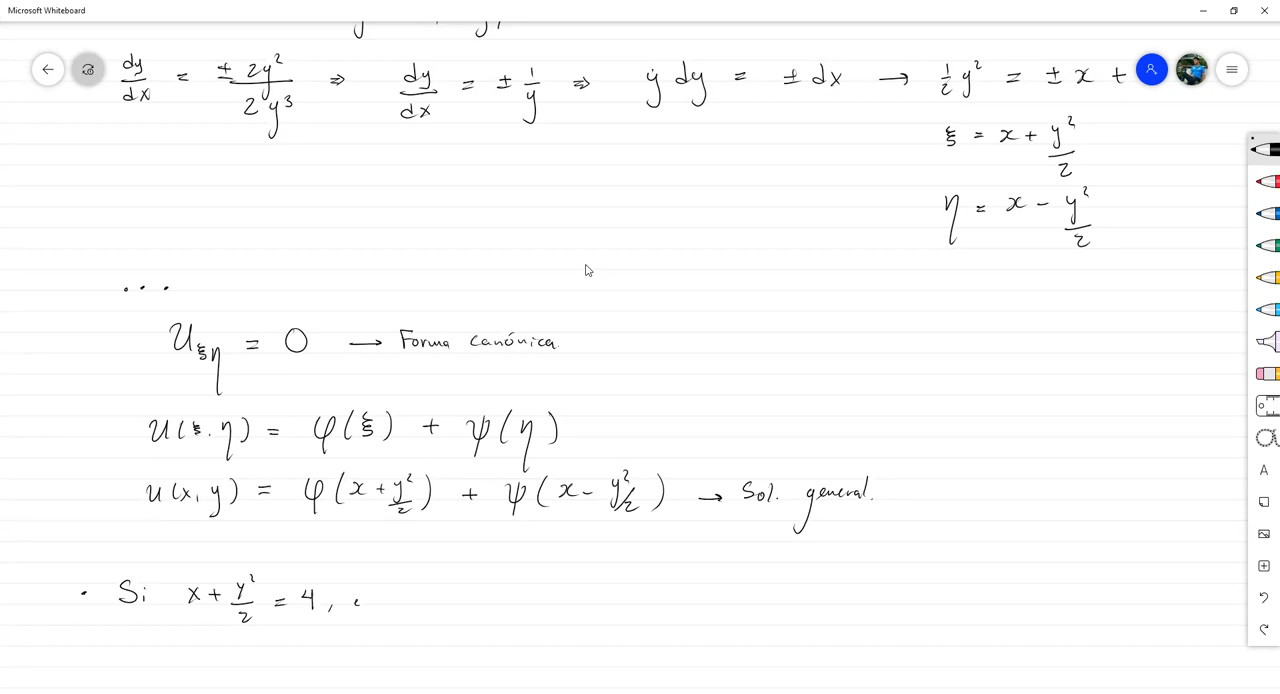 Microsoft Whiteboard
dy/dx = ± 2y²/2y³ ⇒ dy/dx = ± 1/y ⇒ y dy = ± dx → ½y² = ± x +
ξ = x + y²/2
η = x - y²/2
...
u_ξη = 0 → Forma canónica.
u(ξ,η) = φ(ξ) + ψ(η)
u(x,y) = φ(x + y²/2) + ψ(x - y²/2) → Sol. general.
• Si x + y²/2 = 4 ,
A